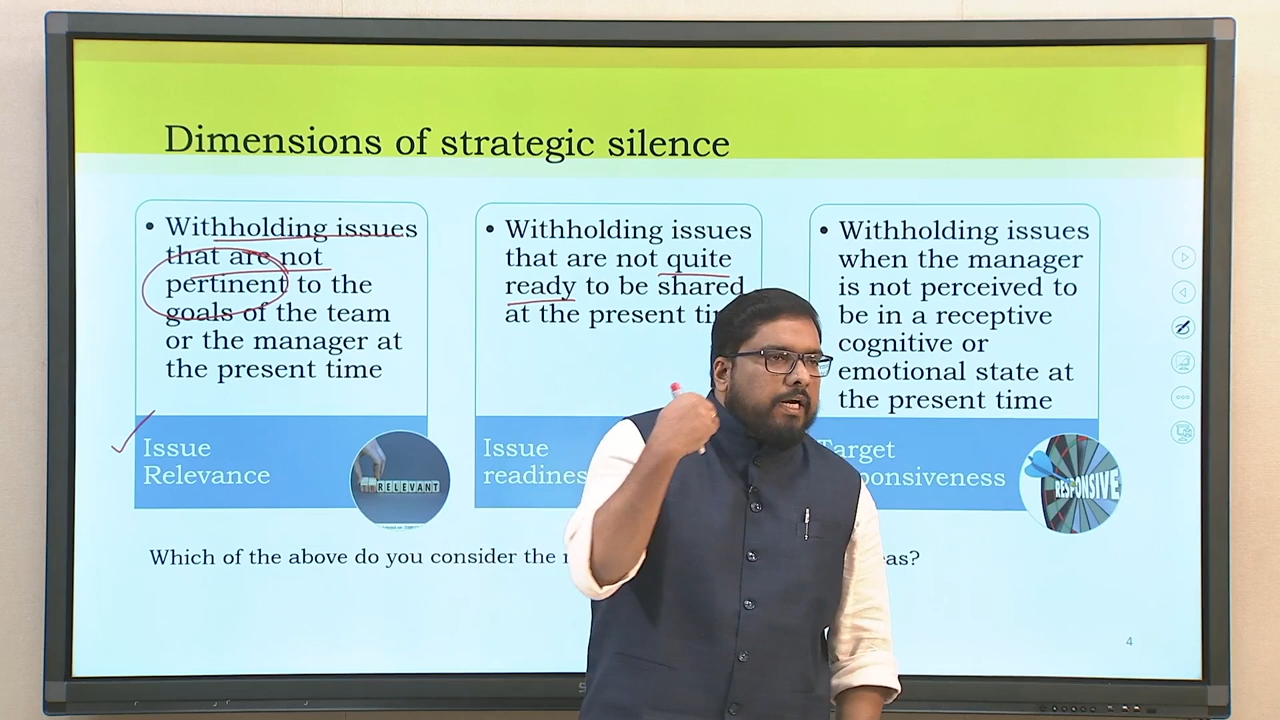 Dimensions of strategic silence
• Withholding issues
that are not
pertinent to the
goals of the team
or the manager at
the present time
Issue
Relevance
RELEVANT
• Withholding issues
that are not quite
ready to be shared
at the present
Issue
• Withholding issues
when the manager
is not perceived to
be in a receptive
cognitive or
emotional state at
the present time
RESPONSIVE
Which of the above do you consider the
4